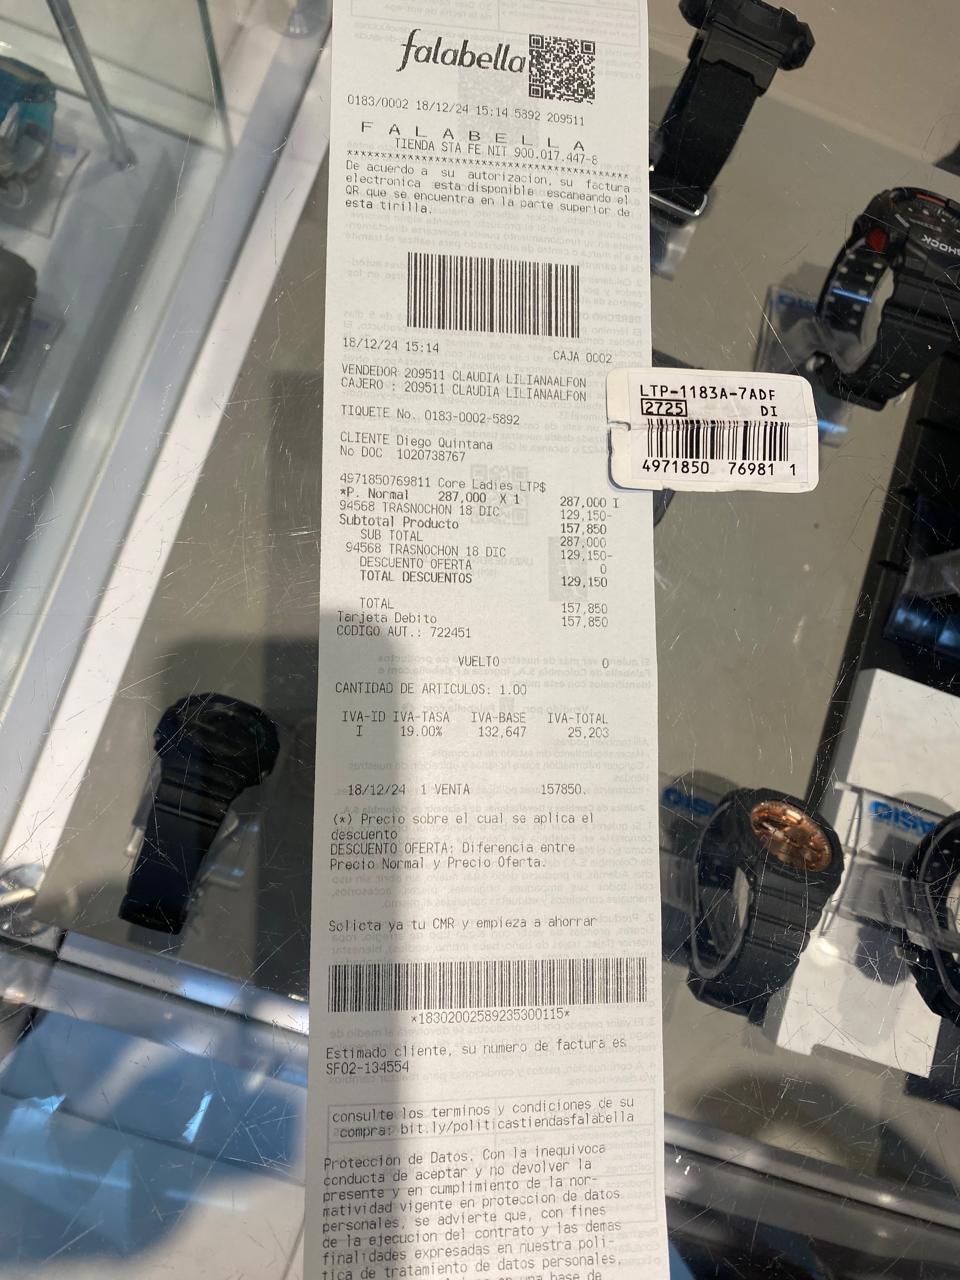 falabella
0183/0002 18/12/24 15:14 5892 209511
F A L A B E L L A
TIENDA STA FE NIT 900.017.447-8
****************************************
De acuerdo a su autorizacion, su factura
electronica esta disponible escaneando el
QR que se encuentra en la parte superior de
esta tirilla.
18/12/24 15:14 CAJA 0002
VENDEDOR 209511 CLAUDIA LILIANAALFON
CAJERO : 209511 CLAUDIA LILIANAALFON
TIQUETE No. 0183-0002-5892
CLIENTE Diego Quintana
No DOC 1020738767
4971850769811 Core Ladies LTP$
*P. Normal 287,000 X 1 287,000 I
94568 TRASNOCHON 18 DIC 129,150-
Subtotal Producto 157,850
SUB TOTAL 287,000
94568 TRASNOCHON 18 DIC 129,150-
DESCUENTO OFERTA 0
TOTAL DESCUENTOS 129,150
TOTAL 157,850
Tarjeta Debito 157,850
CODIGO AUT.: 722451
VUELTO 0
CANTIDAD DE ARTICULOS: 1.00
IVA-ID IVA-TASA IVA-BASE IVA-TOTAL
I 19.00% 132,647 25,203
18/12/24 1 VENTA 157850.
(*) Precio sobre el cual se aplica el
descuento
DESCUENTO OFERTA: Diferencia entre
Precio Normal y Precio Oferta.
Solicta ya tu CMR y empieza a ahorrar
*18302002589235300115*
Estimado cliente, su numero de factura es
SF02-134554
consulte los terminos y condiciones de su
compra: bit.ly/politicastiendasfalabella
Proteccion de Datos. Con la inequivoca
conducta de aceptar y no devolver la
presente y en cumplimiento de la nor-
matividad vigente en proteccion de datos
personales, se advierte que, con fines
de la ejecucion del contrato y las demas
finalidades expresadas en nuestra poli-
tica de tratamiento de datos personales,
en una base de
LTP-1183A-7ADF
2725 DI
4971850 76981 1
SHOCK
CASIO
CASIO